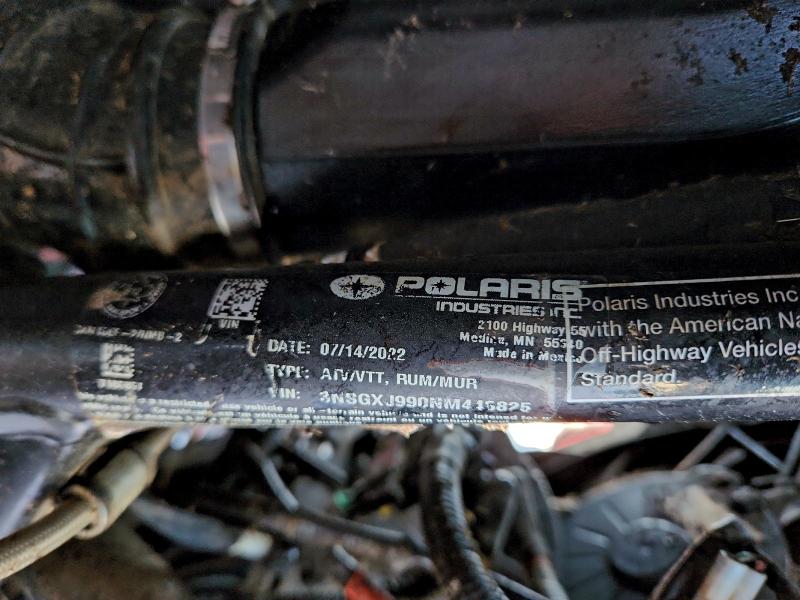 POLARIS
INDUSTRIES INC
2100 Highway 55
Medina, MN 55340
Made in Mexico
VIN
DATE: 07/14/2022
TYPE: ATV/VTT, RUM/MUR
VIN: 3NSGXJ990NM415825
Polaris Industries Inc
with the American Na
Off-Highway Vehicles
Standard